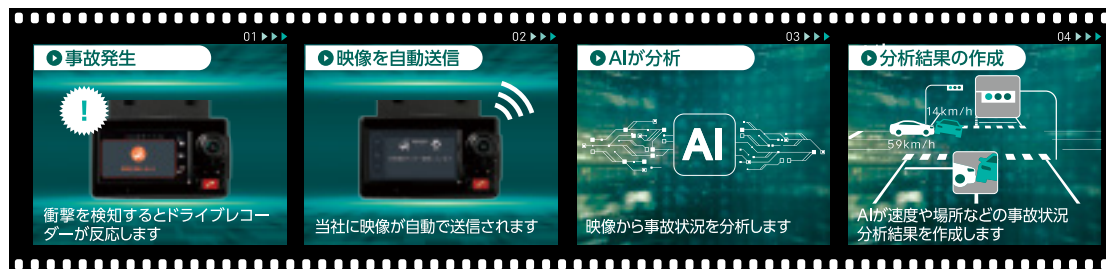 01
事故発生
!
衝撃を検知するとドライブレコー
ダーが反応します
02
映像を自動送信
当社に映像が自動で送信されます
03
AIが分析
AI
映像から事故状況を分析します
04
分析結果の作成
14km/h
59km/h
AIが速度や場所などの事故状況
分析結果を作成します